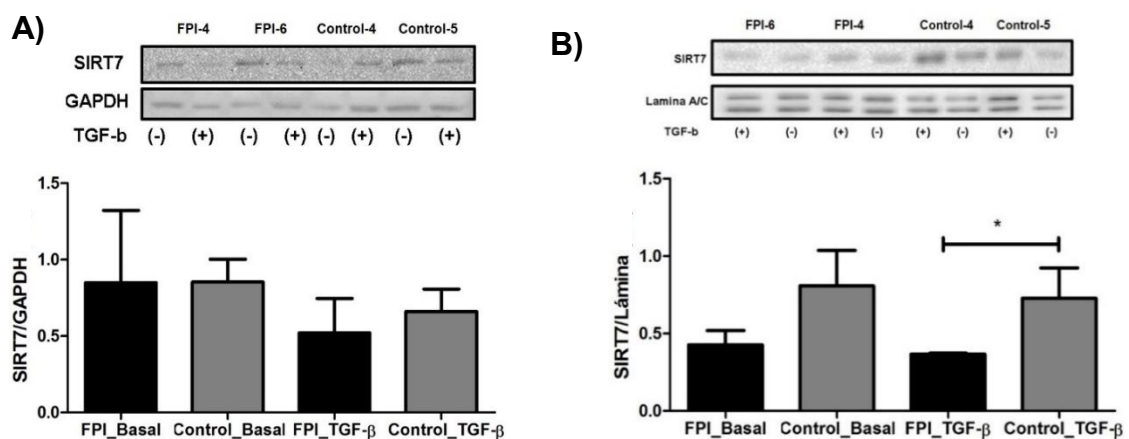 A)
FPI-4 FPI-6 Control-4 Control-5
SIRT7
GAPDH
TGF-b (-) (+) (-) (+) (-) (+) (-) (+)
SIRT7/GAPDH
1.5
1.0
0.5
0.0
FPI_Basal Control_Basal FPI_TGF-β Control_TGF-β
B)
FPI-6 FPI-4 Control-4 Control-5
SIRT7
Lamina A/C
TGF-b (+) (-) (+) (-) (+) (-) (+) (-)
SIRT7/Lámina
1.5
1.0
0.5
0.0
*
FPI_Basal Control_Basal FPI_TGF-β Control_TGF-β